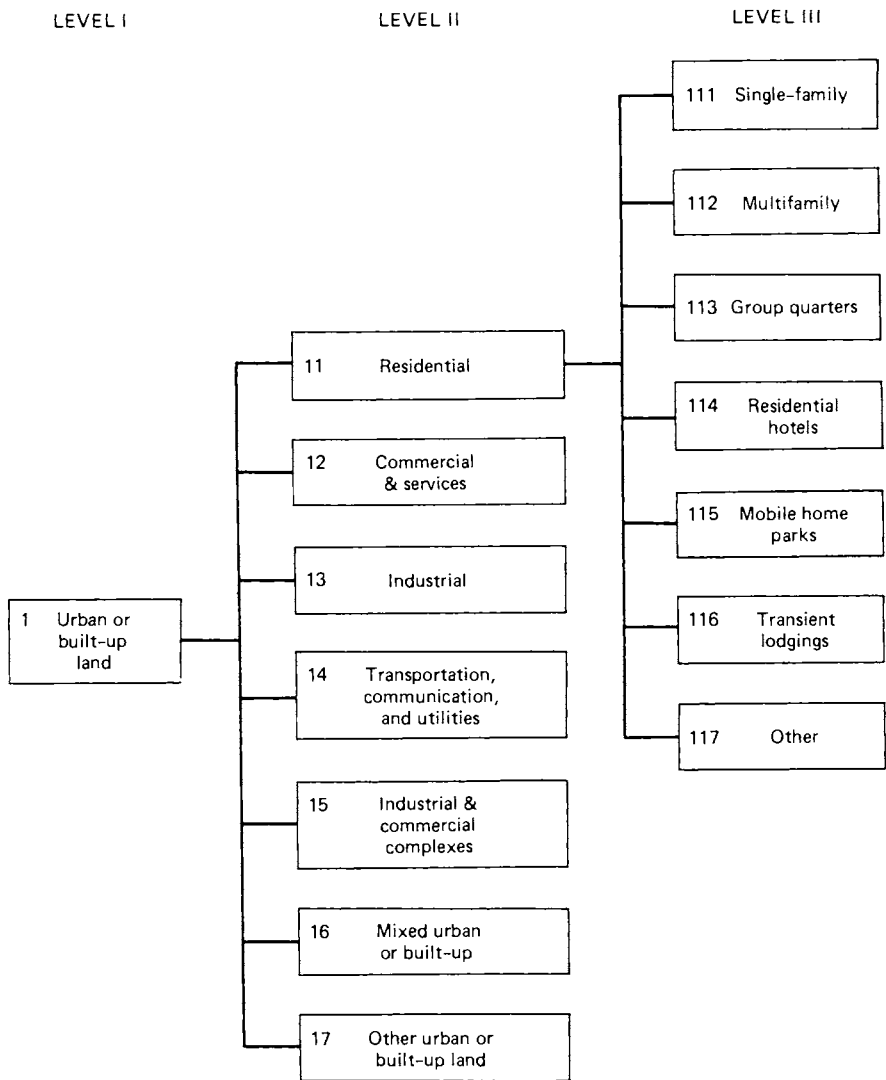 LEVEL I
LEVEL II
LEVEL III
1 Urban or
built-up
land
11 Residential
12 Commercial
& services
13 Industrial
14 Transportation,
communication,
and utilities
15 Industrial &
commercial
complexes
16 Mixed urban
or built-up
17 Other urban or
built-up land
111 Single-family
112 Multifamily
113 Group quarters
114 Residential
hotels
115 Mobile home
parks
116 Transient
lodgings
117 Other